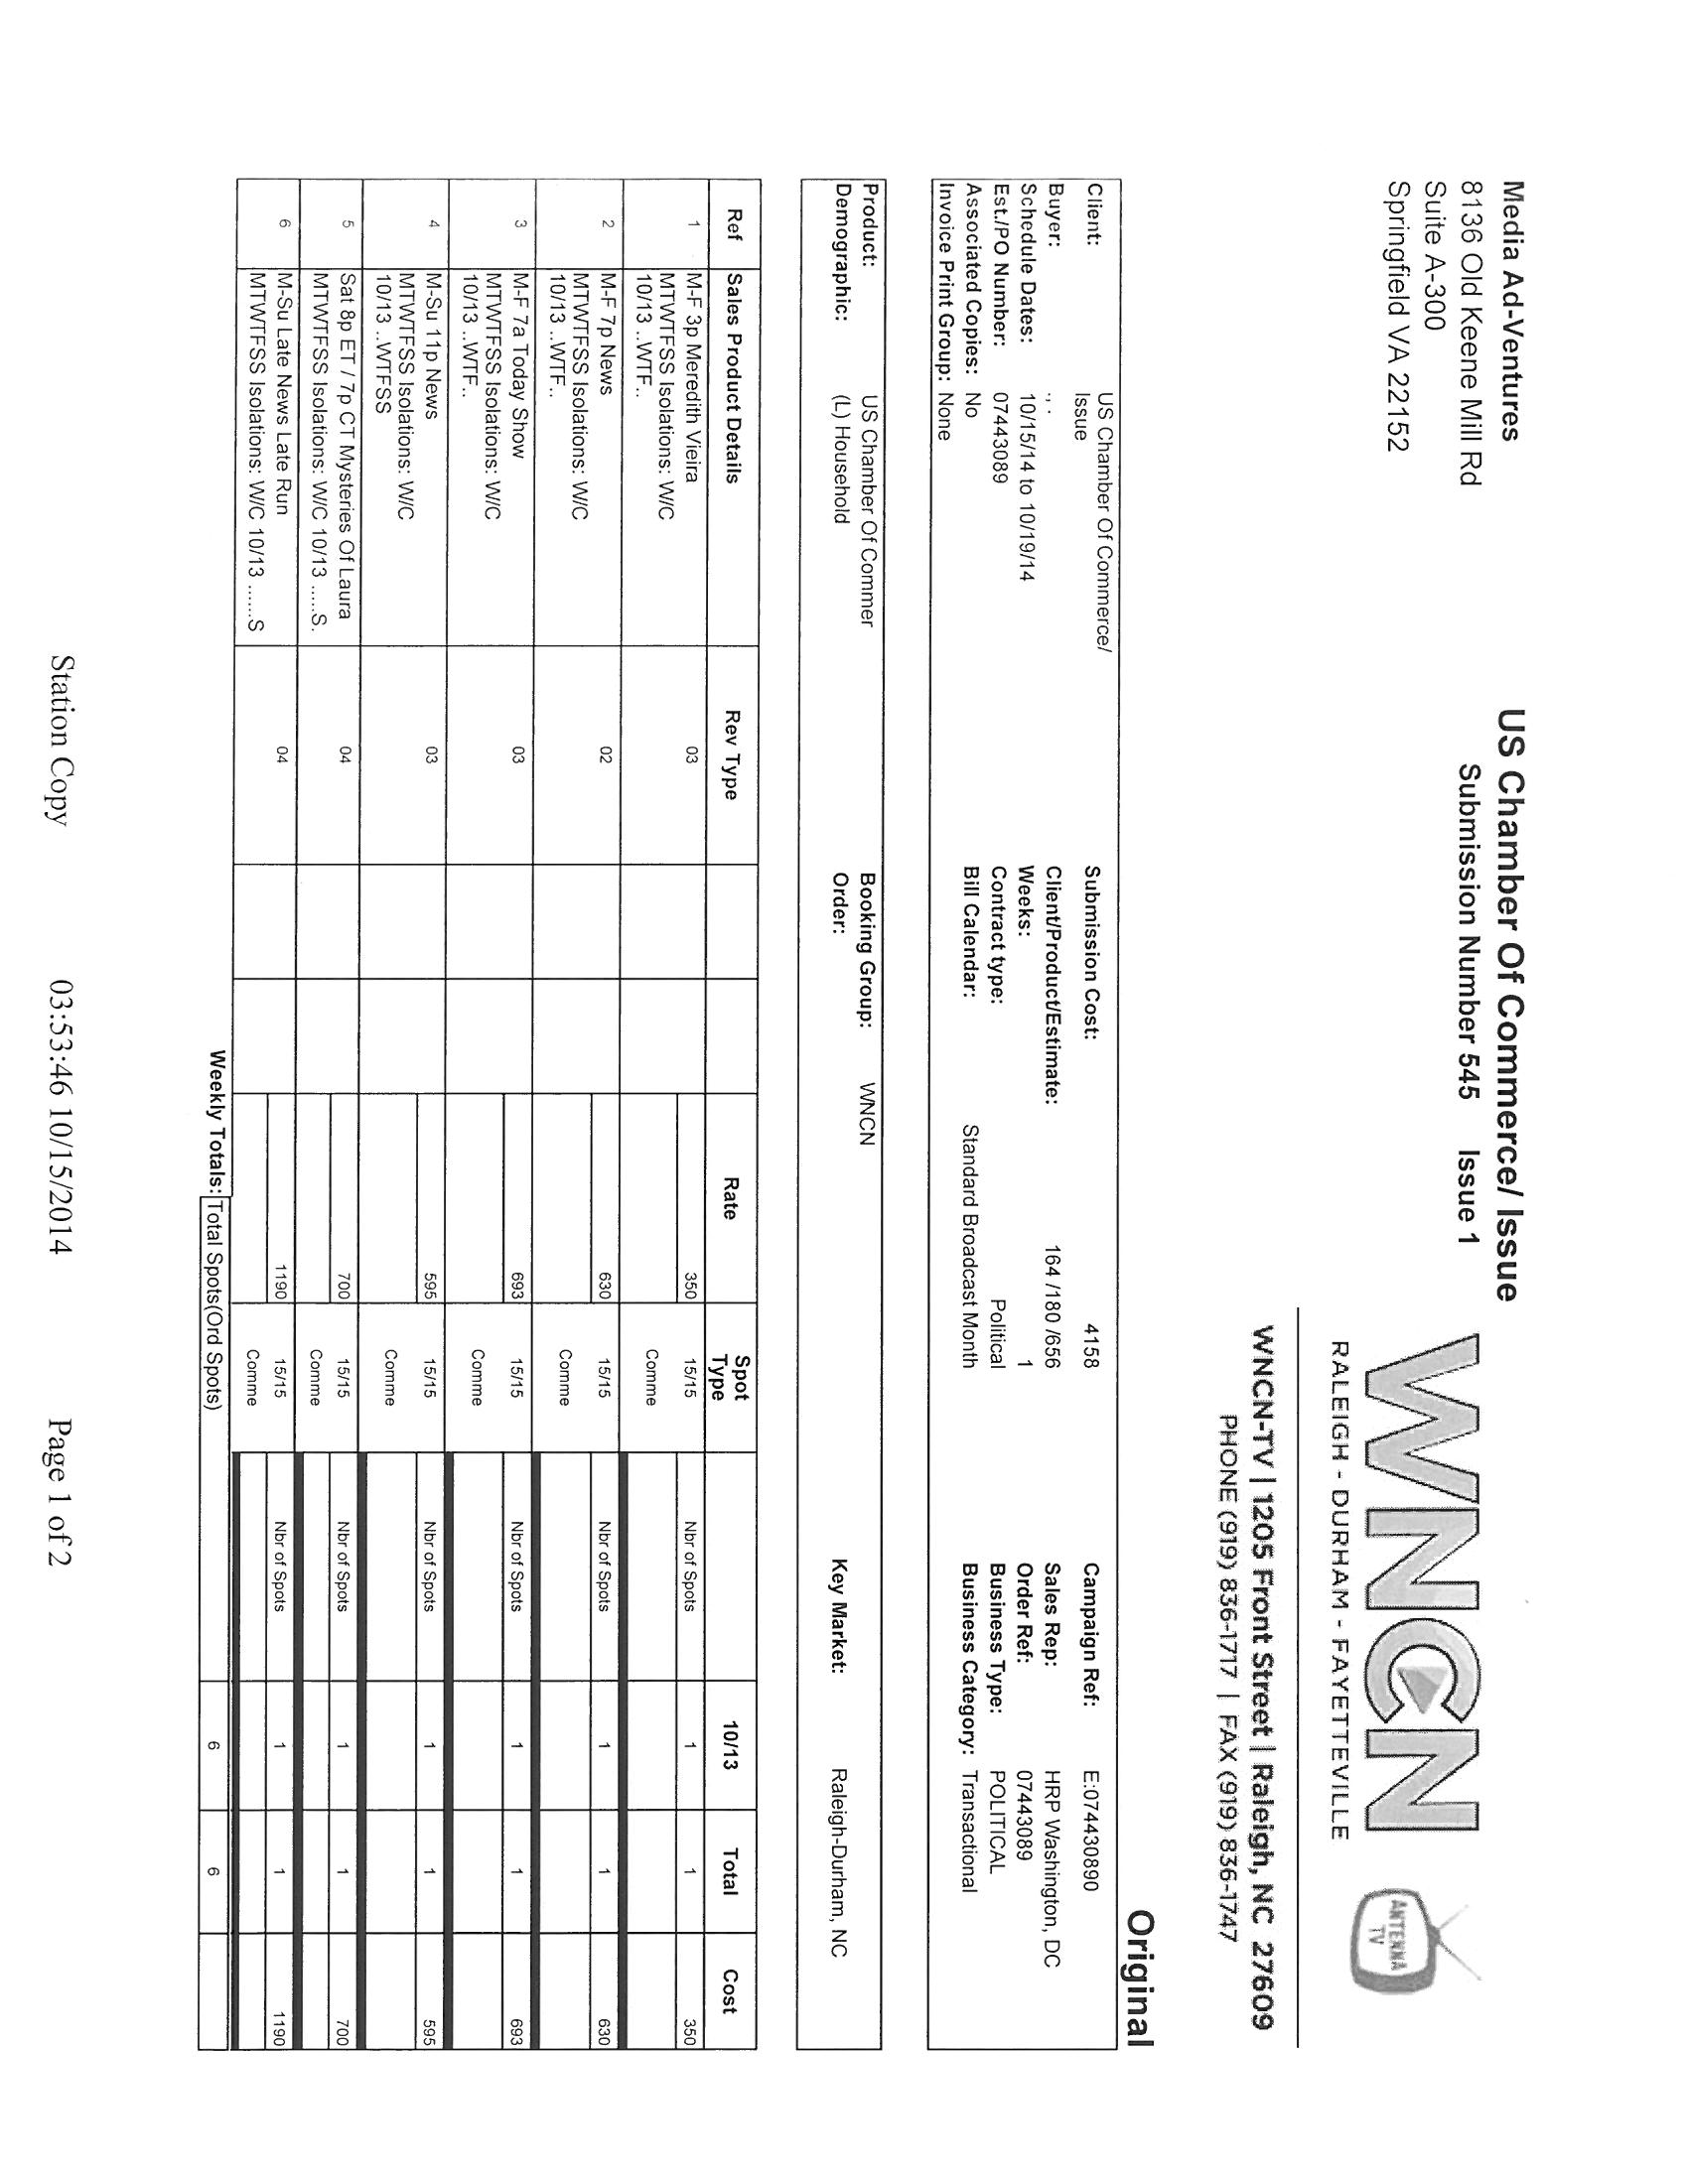 Media Ad-Ventures
8136 Old Keene Mill Rd
Suite A-300
Springfield VA 22152
US Chamber Of Commerce/ Issue
Submission Number 545 Issue 1
WNCN
RALEIGH - DURHAM - FAYETTEVILLE
ANTENNA
TV
WNCN-TV | 1205 Front Street | Raleigh, NC 27609
PHONE (919) 836-1717 | FAX (919) 836-1747
Original
Client: US Chamber Of Commerce/ Submission Cost: 4158 Campaign Ref: E:074430890
Issue
Buyer: ., . Client/Product/Estimate: 164 /180 /656 Sales Rep: HRP Washington, DC
Schedule Dates: 10/15/14 to 10/19/14 Weeks: 1 Order Ref: 07443089
Est./PO Number: 07443089 Contract type: Political Business Type: POLITICAL
Associated Copies: No Bill Calendar: Standard Broadcast Month Business Category: Transactional
Invoice Print Group: None
Product: US Chamber Of Commer Booking Group: WNCN
Demographic: (L) Household Order: Key Market: Raleigh-Durham, NC
Ref Sales Product Details Rev Type Rate Spot Type 10/13 Total Cost
1 M-F 3p Meredith Vieira 03 350 15/15 Nbr of Spots 1 1 350
MTWTFSS Isolations: W/C Comme
10/13 ..WTF..
2 M-F 7p News 02 630 15/15 Nbr of Spots 1 1 630
MTWTFSS Isolations: W/C Comme
10/13 ..WTF..
3 M-F 7a Today Show 03 693 15/15 Nbr of Spots 1 1 693
MTWTFSS Isolations: W/C Comme
10/13 ..WTF..
4 M-Su 11p News 03 595 15/15 Nbr of Spots 1 1 595
MTWTFSS Isolations: W/C Comme
10/13 ..WTFSS
5 Sat 8p ET / 7p CT Mysteries Of Laura 04 700 15/15 Nbr of Spots 1 1 700
MTWTFSS Isolations: W/C 10/13 .....S. Comme
6 M-Su Late News Late Run 04 1190 15/15 Nbr of Spots 1 1 1190
MTWTFSS Isolations: W/C 10/13 ......S Comme
Weekly Totals: Total Spots(Ord Spots) 6 6
Station Copy 03:53:46 10/15/2014 Page 1 of 2